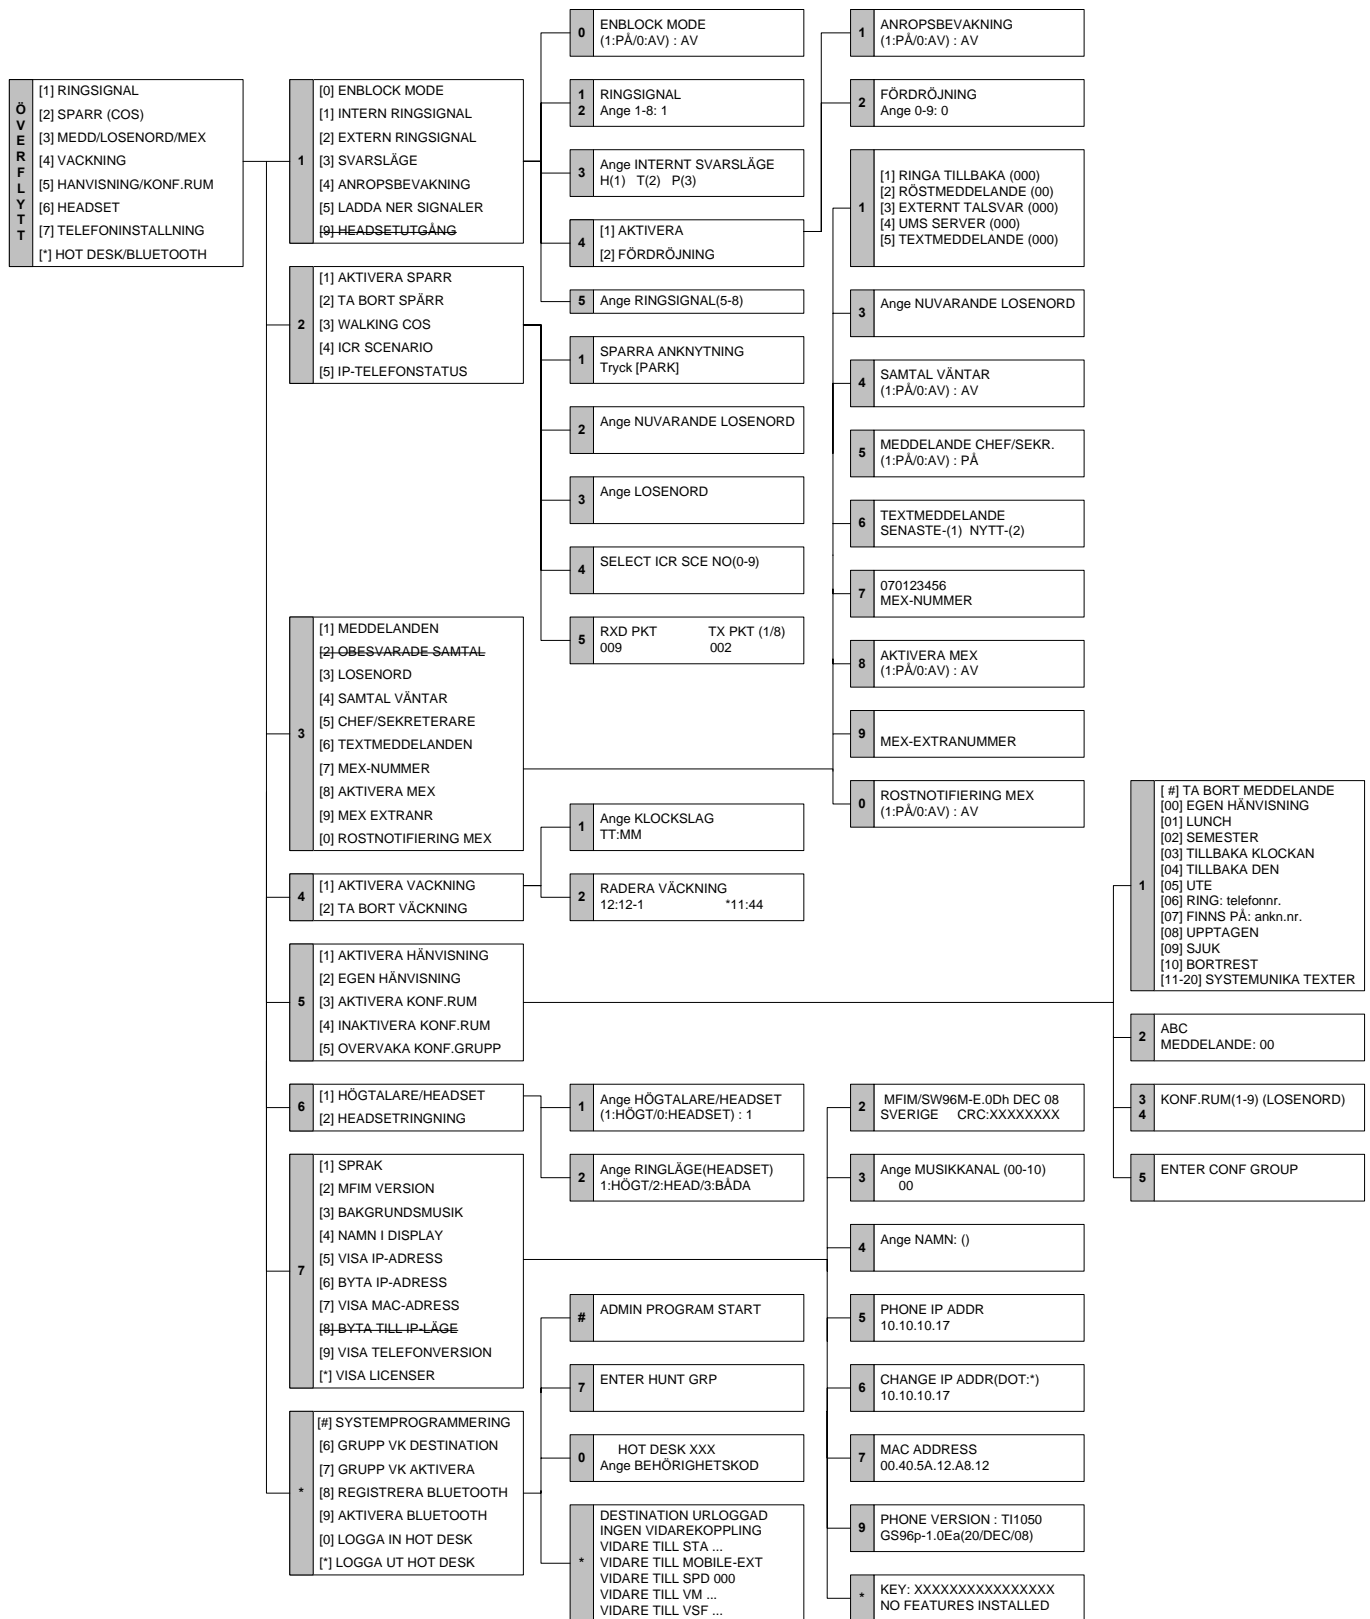 ÖVERFLYTT
[1] RINGSIGNAL
[2] SPARR (COS)
[3] MEDD/LOSENORD/MEX
[4] VACKNING
[5] HANVISNING/KONF.RUM
[6] HEADSET
[7] TELEFONINSTALLNING
[*] HOT DESK/BLUETOOTH
1
[0] ENBLOCK MODE
[1] INTERN RINGSIGNAL
[2] EXTERN RINGSIGNAL
[3] SVARSLÄGE
[4] ANROPSBEVAKNING
[5] LADDA NER SIGNALER
[9] HEADSETUTGÅNG
2
[1] AKTIVERA SPARR
[2] TA BORT SPÄRR
[3] WALKING COS
[4] ICR SCENARIO
[5] IP-TELEFONSTATUS
3
[1] MEDDELANDEN
[2] OBESVARADE SAMTAL
[3] LOSENORD
[4] SAMTAL VÄNTAR
[5] CHEF/SEKRETERARE
[6] TEXTMEDDELANDEN
[7] MEX-NUMMER
[8] AKTIVERA MEX
[9] MEX EXTRANR
[0] ROSTNOTIFIERING MEX
4
[1] AKTIVERA VACKNING
[2] TA BORT VÄCKNING
5
[1] AKTIVERA HÄNVISNING
[2] EGEN HÄNVISNING
[3] AKTIVERA KONF.RUM
[4] INAKTIVERA KONF.RUM
[5] OVERVAKA KONF.GRUPP
6
[1] HÖGTALARE/HEADSET
[2] HEADSETRINGNING
7
[1] SPRAK
[2] MFIM VERSION
[3] BAKGRUNDSMUSIK
[4] NAMN I DISPLAY
[5] VISA IP-ADRESS
[6] BYTA IP-ADRESS
[7] VISA MAC-ADRESS
[8] BYTA TILL IP-LÄGE
[9] VISA TELEFONVERSION
[*] VISA LICENSER
*
[#] SYSTEMPROGRAMMERING
[6] GRUPP VK DESTINATION
[7] GRUPP VK AKTIVERA
[8] REGISTRERA BLUETOOTH
[9] AKTIVERA BLUETOOTH
[0] LOGGA IN HOT DESK
[*] LOGGA UT HOT DESK
0
ENBLOCK MODE
(1:PÅ/0:AV) : AV
1
2
RINGSIGNAL
Ange 1-8: 1
3
Ange INTERNT SVARSLÄGE
H(1) T(2) P(3)
4
[1] AKTIVERA
[2] FÖRDRÖJNING
5
Ange RINGSIGNAL(5-8)
1
SPARRA ANKNYTNING
Tryck [PARK]
2
Ange NUVARANDE LOSENORD
3
Ange LOSENORD
4
SELECT ICR SCE NO(0-9)
5
RXD PKT TX PKT (1/8)
009 002
1
Ange KLOCKSLAG
TT:MM
2
RADERA VÄCKNING
12:12-1 *11:44
1
Ange HÖGTALARE/HEADSET
(1:HÖGT/0:HEADSET) : 1
2
Ange RINGLÄGE(HEADSET)
1:HÖGT/2:HEAD/3:BÅDA
#
ADMIN PROGRAM START
7
ENTER HUNT GRP
0
HOT DESK XXX
Ange BEHÖRIGHETSKOD
*
DESTINATION URLOGGAD
INGEN VIDAREKOPPLING
VIDARE TILL STA ...
VIDARE TILL MOBILE-EXT
VIDARE TILL SPD 000
VIDARE TILL VM ...
VIDARE TILL VSF ...
1
ANROPSBEVAKNING
(1:PÅ/0:AV) : AV
2
FÖRDRÖJNING
Ange 0-9: 0
1
[1] RINGA TILLBAKA (000)
[2] RÖSTMEDDELANDE (00)
[3] EXTERNT TALSVAR (000)
[4] UMS SERVER (000)
[5] TEXTMEDDELANDE (000)
3
Ange NUVARANDE LOSENORD
4
SAMTAL VÄNTAR
(1:PÅ/0:AV) : AV
5
MEDDELANDE CHEF/SEKR.
(1:PÅ/0:AV) : PÅ
6
TEXTMEDDELANDE
SENASTE-(1) NYTT-(2)
7
070123456
MEX-NUMMER
8
AKTIVERA MEX
(1:PÅ/0:AV) : AV
9
MEX-EXTRANUMMER
0
ROSTNOTIFIERING MEX
(1:PÅ/0:AV) : AV
2
MFIM/SW96M-E.0Dh DEC 08
SVERIGE CRC:XXXXXXXX
3
Ange MUSIKKANAL (00-10)
00
4
Ange NAMN: ()
5
PHONE IP ADDR
10.10.10.17
6
CHANGE IP ADDR(DOT:*)
10.10.10.17
7
MAC ADDRESS
00.40.5A.12.A8.12
9
PHONE VERSION : TI1050
GS96p-1.0Ea(20/DEC/08)
*
KEY: XXXXXXXXXXXXXXXX
NO FEATURES INSTALLED
1
[ #] TA BORT MEDDELANDE
[00] EGEN HÄNVISNING
[01] LUNCH
[02] SEMESTER
[03] TILLBAKA KLOCKAN
[04] TILLBAKA DEN
[05] UTE
[06] RING: telefonnr.
[07] FINNS PÅ: ankn.nr.
[08] UPPTAGEN
[09] SJUK
[10] BORTREST
[11-20] SYSTEMUNIKA TEXTER
2
ABC
MEDDELANDE: 00
3
4
KONF.RUM(1-9) (LOSENORD)
5
ENTER CONF GROUP